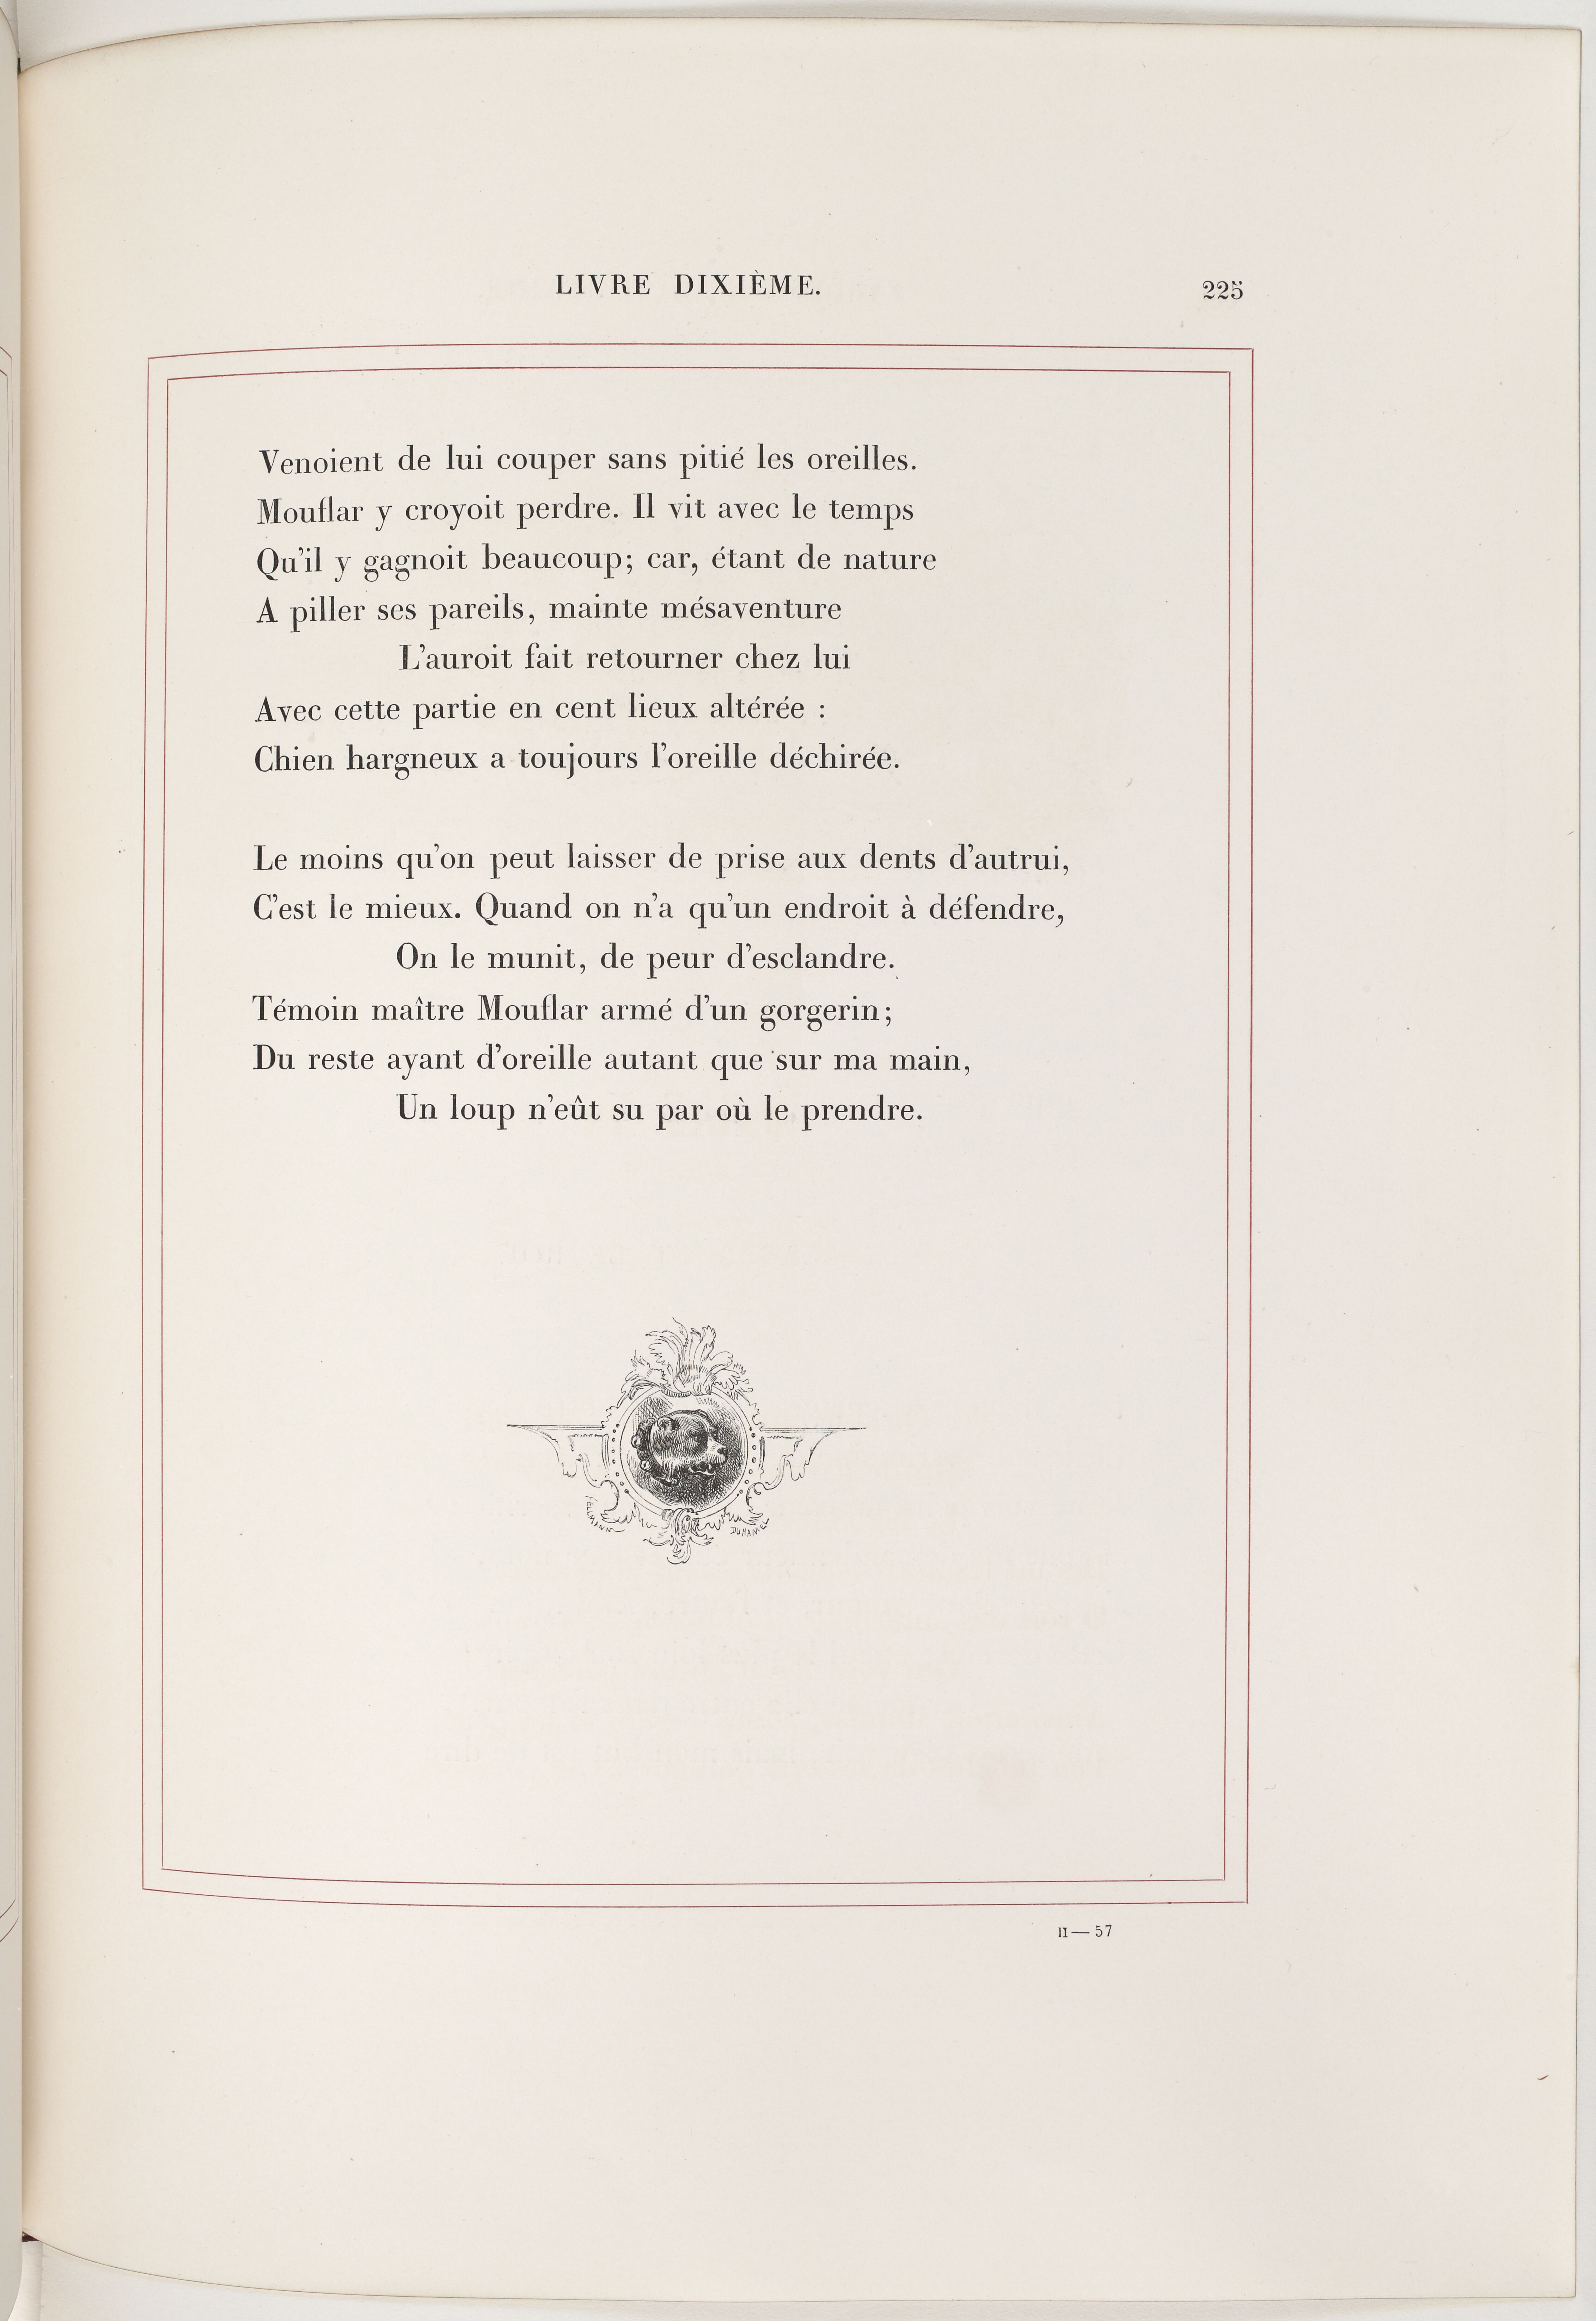 LIVRE DIXIÈME. 225
Venoient de lui couper sans pitié les oreilles.
Mouflar y croyoit perdre. Il vit avec le temps
Qu'il y gagnoit beaucoup; car, étant de nature
A piller ses pareils, mainte mésaventure
L'auroit fait retourner chez lui
Avec cette partie en cent lieux altérée :
Chien hargneux a toujours l'oreille déchirée.
Le moins qu'on peut laisser de prise aux dents d'autrui,
C'est le mieux. Quand on n'a qu'un endroit à défendre,
On le munit, de peur d'esclandre.
Témoin maître Mouflar armé d'un gorgerin;
Du reste ayant d'oreille autant que sur ma main,
Un loup n'eût su par où le prendre.
DUHAMEL
II — 57